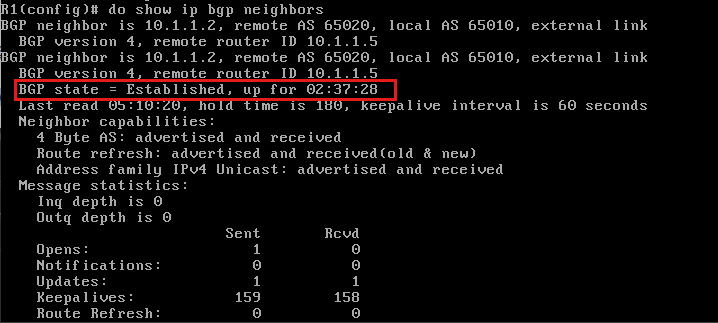 R1(config)# do show ip bgp neighbors
BGP neighbor is 10.1.1.2, remote AS 65020, local AS 65010, external link
BGP version 4, remote router ID 10.1.1.5
BGP neighbor is 10.1.1.2, remote AS 65020, local AS 65010, external link
BGP version 4, remote router ID 10.1.1.5
BGP state = Established, up for 02:37:28
Last read 05:10:20, hold time is 180, keepalive interval is 60 seconds
Neighbor capabilities:
4 Byte AS: advertised and received
Route refresh: advertised and received(old & new)
Address family IPv4 Unicast: advertised and received
Message statistics:
Inq depth is 0
Outq depth is 0
Sent Rcvd
Opens: 1 0
Notifications: 0 0
Updates: 1 1
Keepalives: 159 158
Route Refresh: 0 0